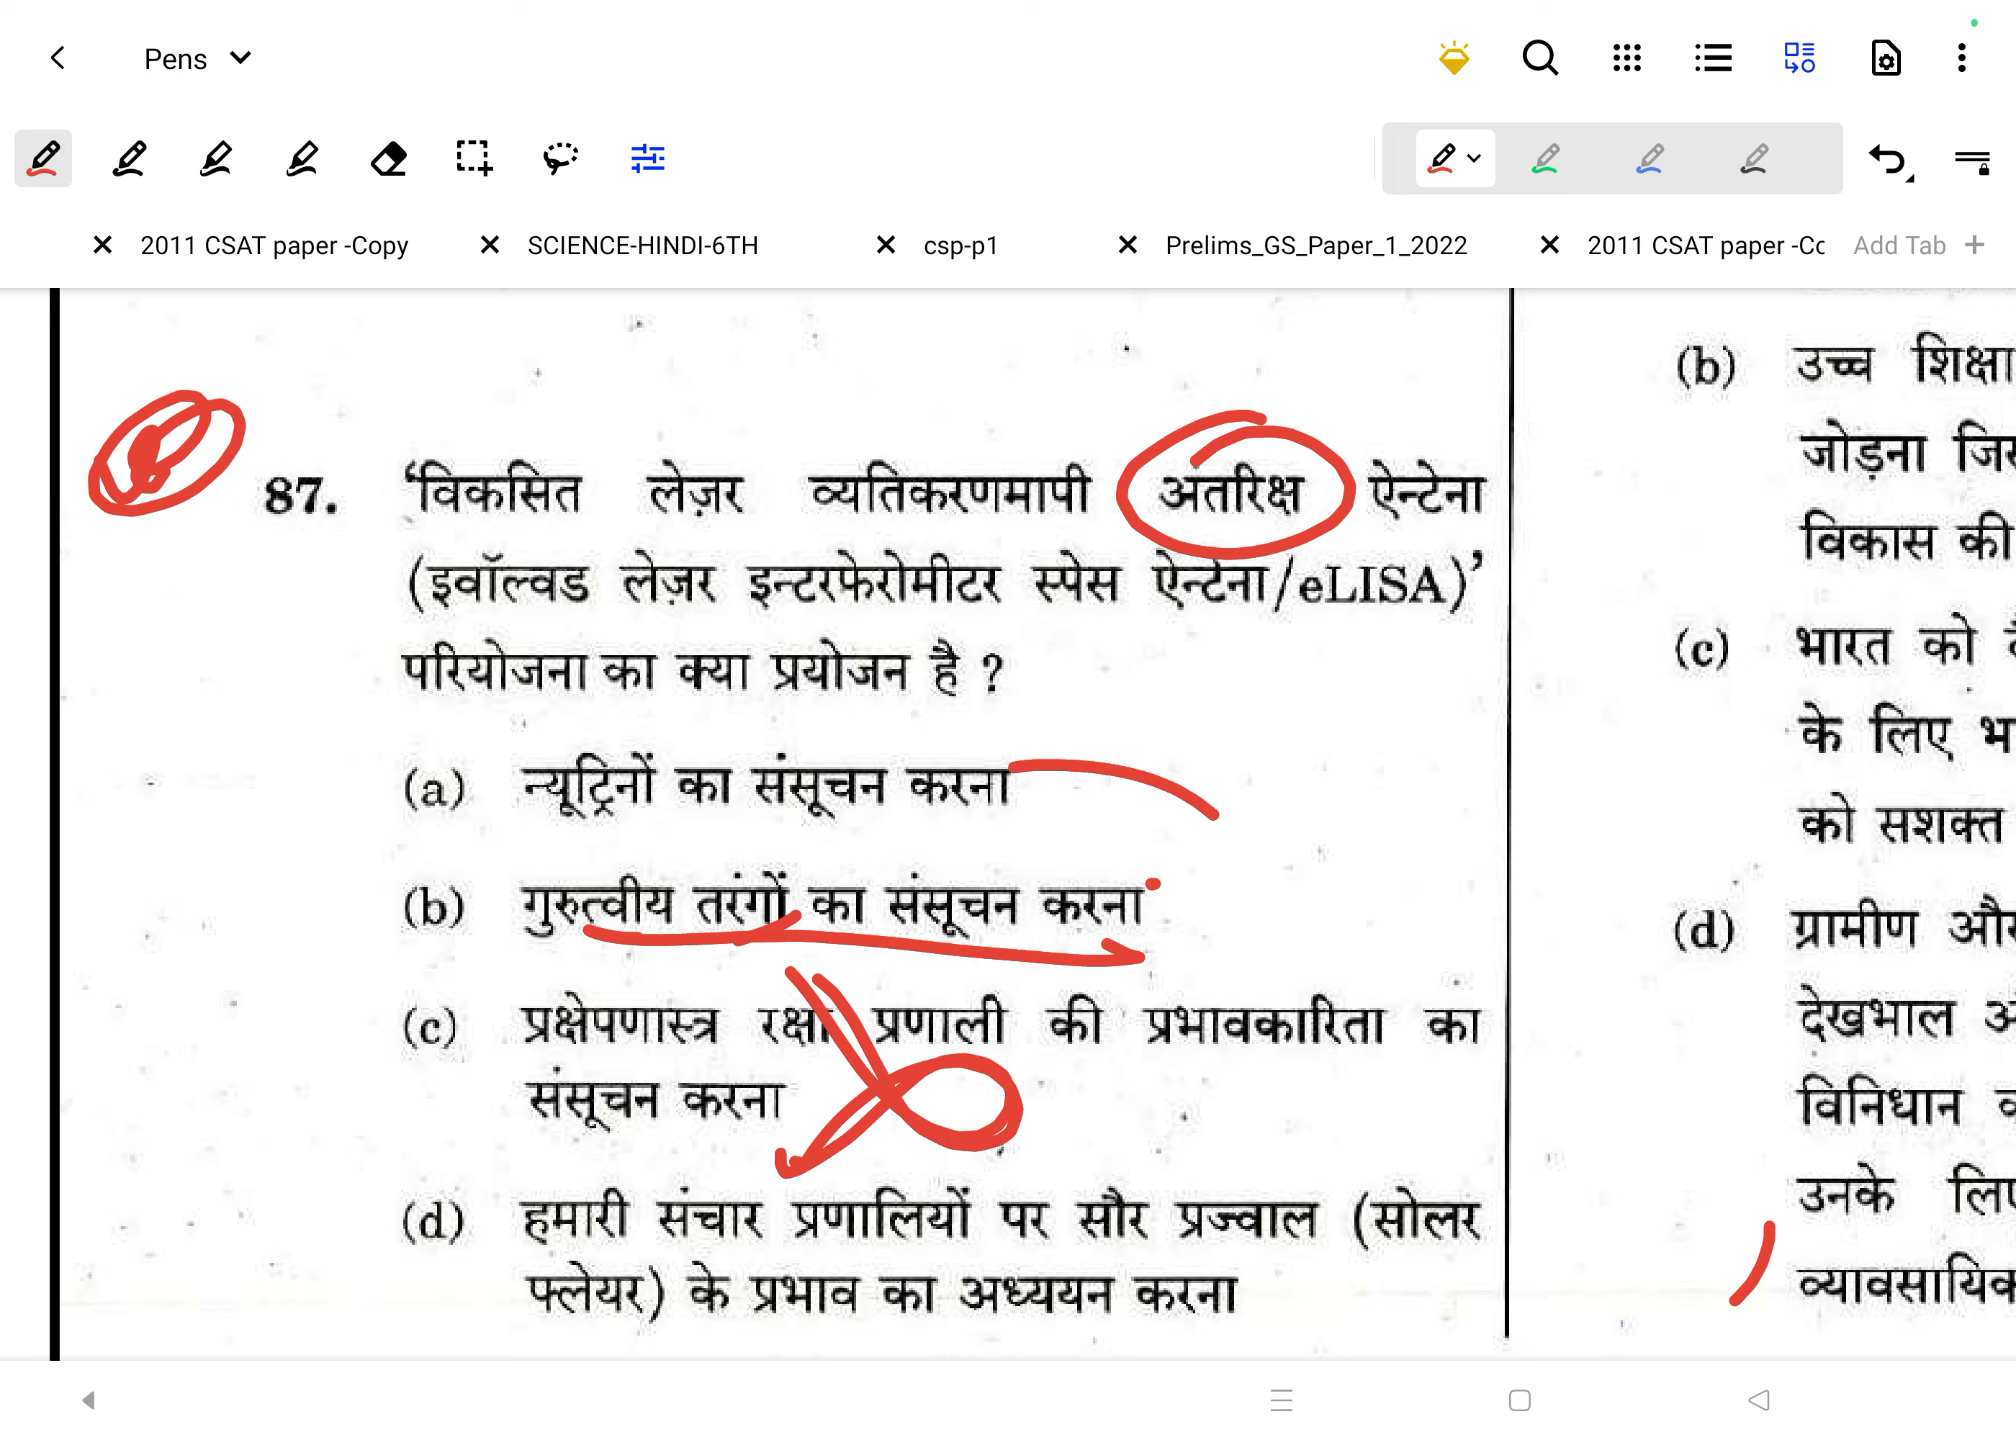 Pens
2011 CSAT paper -Copy
SCIENCE-HINDI-6TH
csp-p1
Prelims_GS_Paper_1_2022
2011 CSAT paper -Cc
Add Tab +
87. 'विकसित लेज़र व्यतिकरणमापी अंतरिक्ष ऐन्टेना
(इवॉल्वड लेज़र इन्टरफेरोमीटर स्पेस ऐन्टेना/eLISA)'
परियोजना का क्या प्रयोजन है ?
(a) न्यूट्रिनों का संसूचन करना
(b) गुरुत्वीय तरंगों का संसूचन करना
(c) प्रक्षेपणास्त्र रक्षा प्रणाली की प्रभावकारिता का
संसूचन करना
(d) हमारी संचार प्रणालियों पर सौर प्रज्वाल (सोलर
फ्लेयर) के प्रभाव का अध्ययन करना
(b) उच्च शिक्षा
जोड़ना
विकास की
(c) भारत को
के लिए
को सशक्त
(d) ग्रामीण
देखभाल
विनिधान
उनके